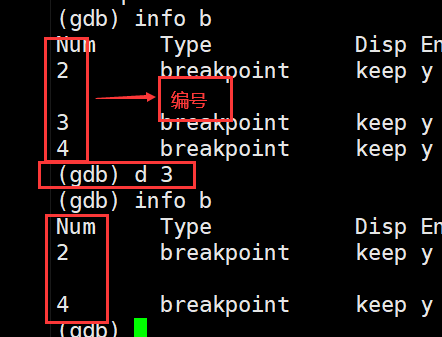 (gdb) info b
Num Type Disp En
2 breakpoint keep y
编号
3 breakpoint keep y
4 breakpoint keep y
(gdb) d 3
(gdb) info b
Num Type Disp En
2 breakpoint keep y
4 breakpoint keep y
(gdb)